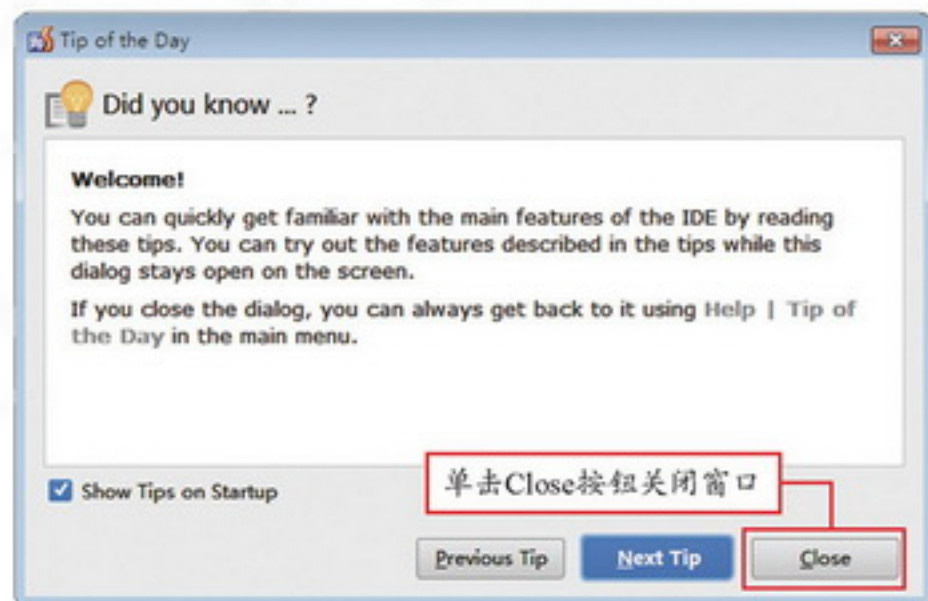 Tip of the Day
Did you know ... ?
Welcome!
You can quickly get familiar with the main features of the IDE by reading
these tips. You can try out the features described in the tips while this
dialog stays open on the screen.
If you close the dialog, you can always get back to it using Help | Tip of
the Day in the main menu.
Show Tips on Startup
单击Close按钮关闭窗口
Previous Tip
Next Tip
Close